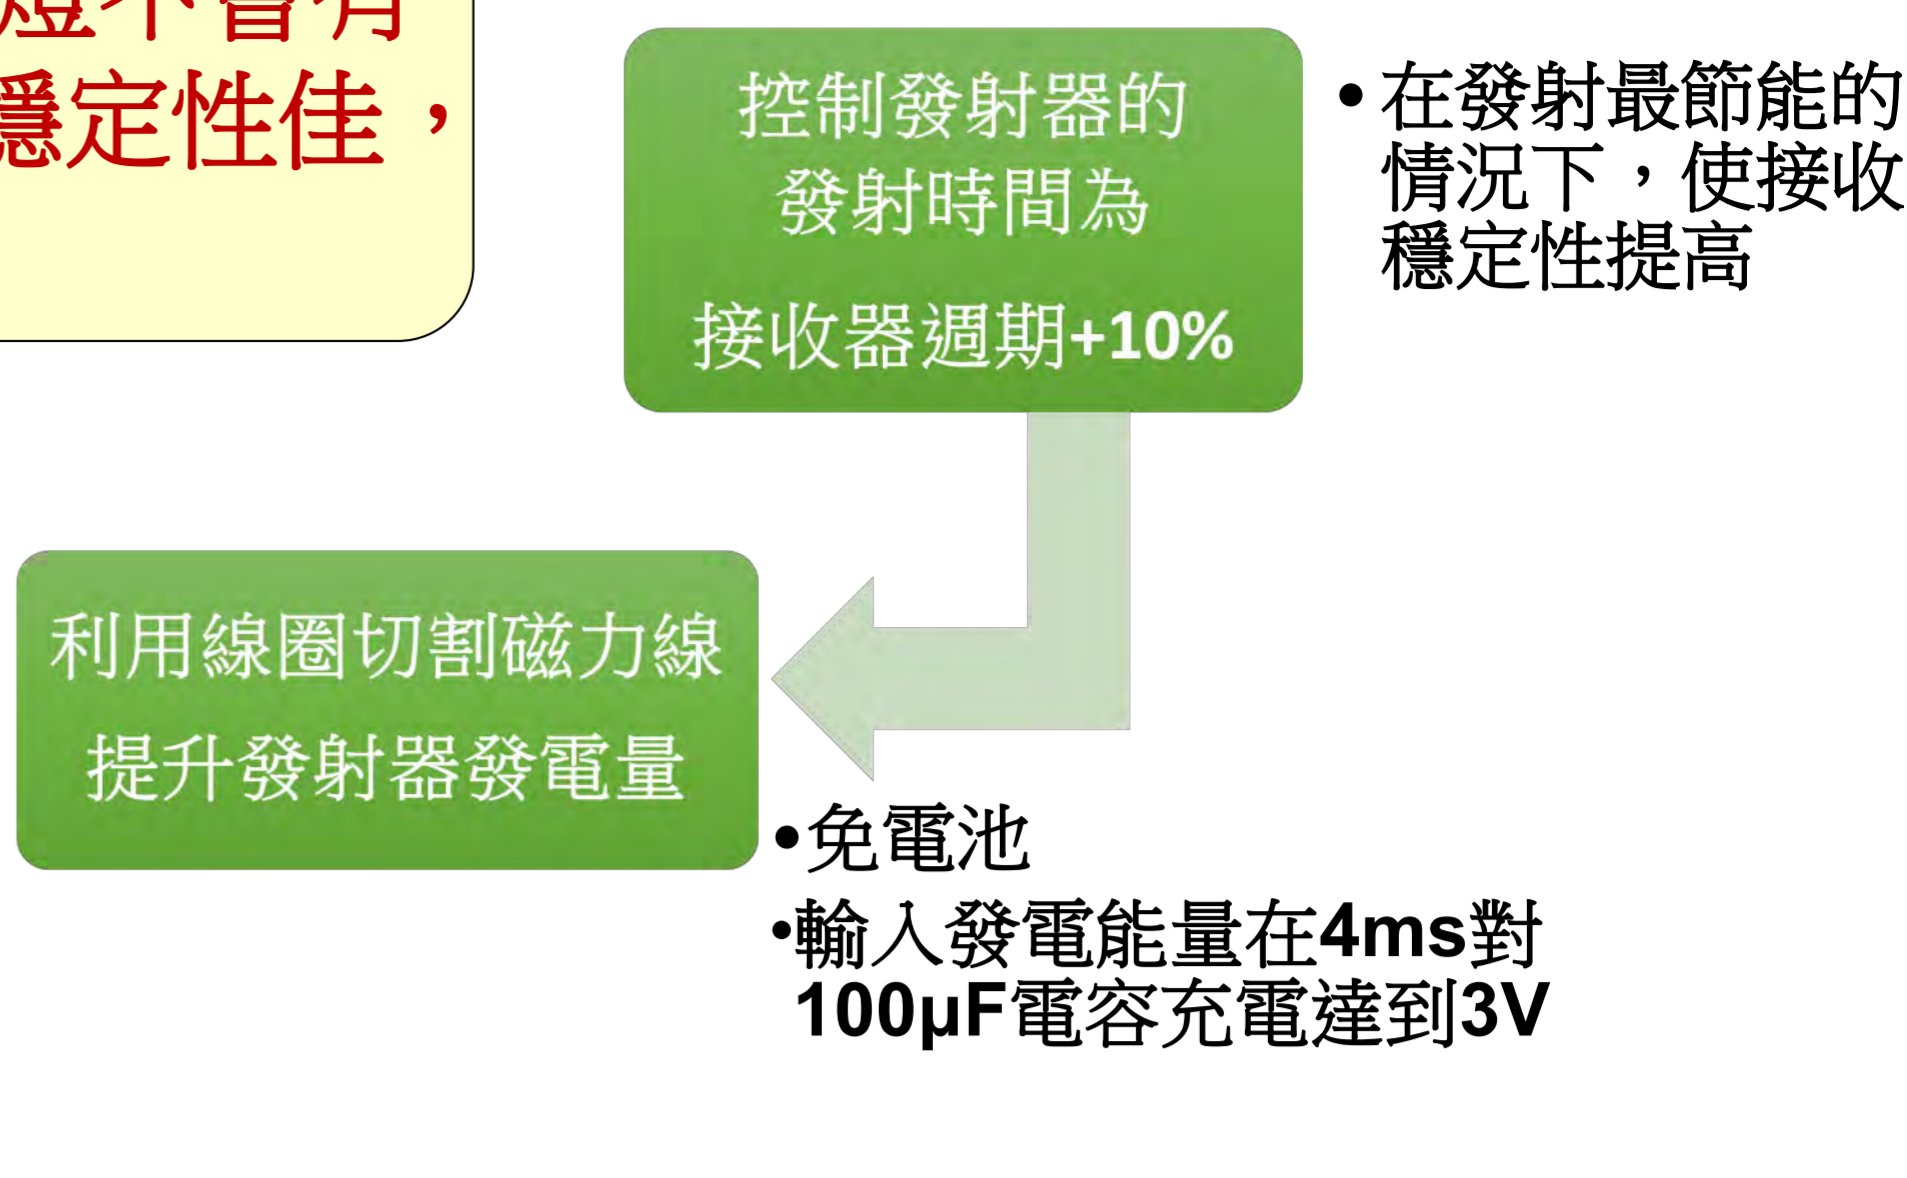 燈不會有
穩定性佳，
控制發射器的
發射時間為
接收器週期+10%
•在發射最節能的
情況下，使接收
穩定性提高
利用線圈切割磁力線
提升發射器發電量
•免電池
•輸入發電能量在4ms對
100μF電容充電達到3V